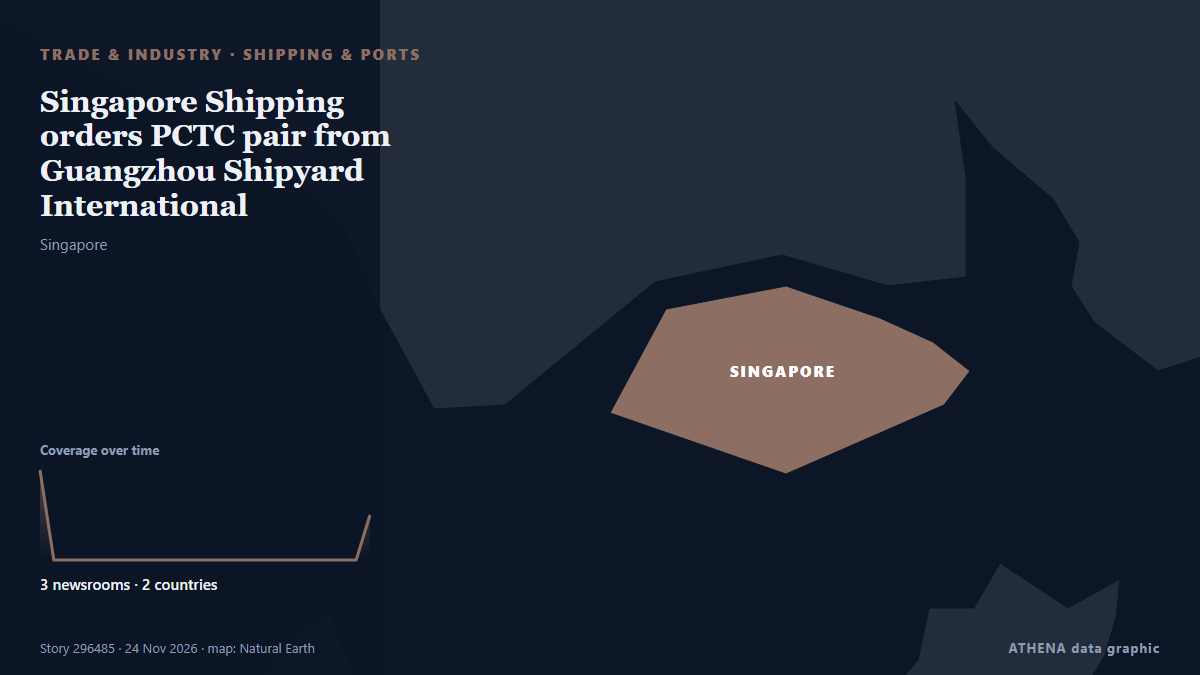 TRADE & INDUSTRY · SHIPPING & PORTS
Singapore Shipping
orders PCTC pair from
Guangzhou Shipyard
International
Singapore
SINGAPORE
Coverage over time
3 newsrooms · 2 countries
Story 296485 · 24 Nov 2026 · map: Natural Earth
ATHENA data graphic